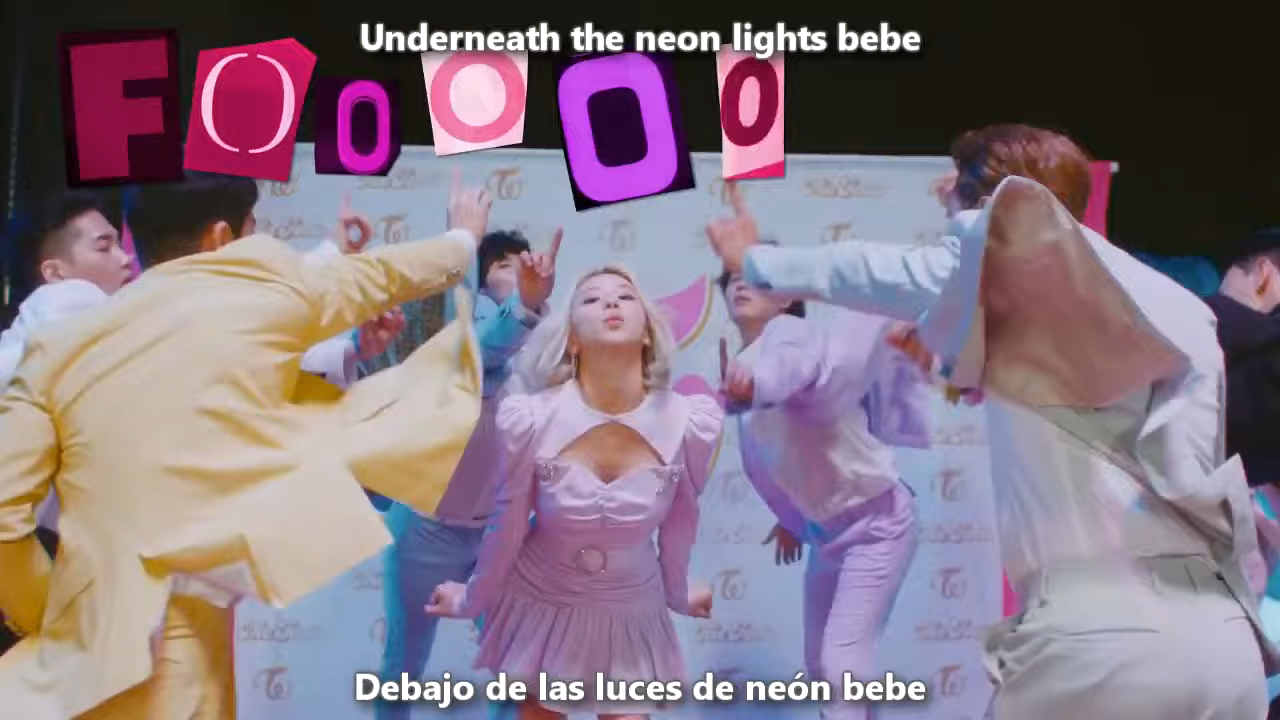 Underneath the neon lights bebe
FOOOOO
Debajo de las luces de neón bebe